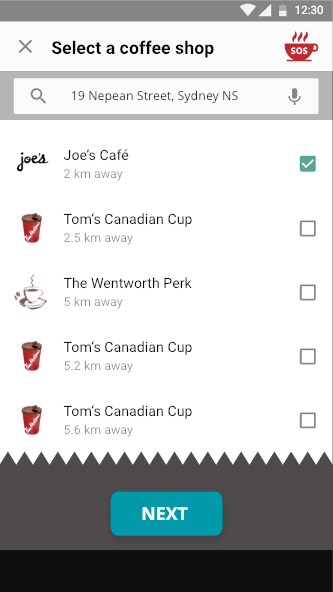 12:30
Select a coffee shop
SOS
19 Nepean Street, Sydney NS
joe's
Joe's Café
2 km away
Tom's Canadian Cup
2.5 km away
The Wentworth Perk
5 km away
Tom's Canadian Cup
5.2 km away
Tom's Canadian Cup
5.6 km away
NEXT